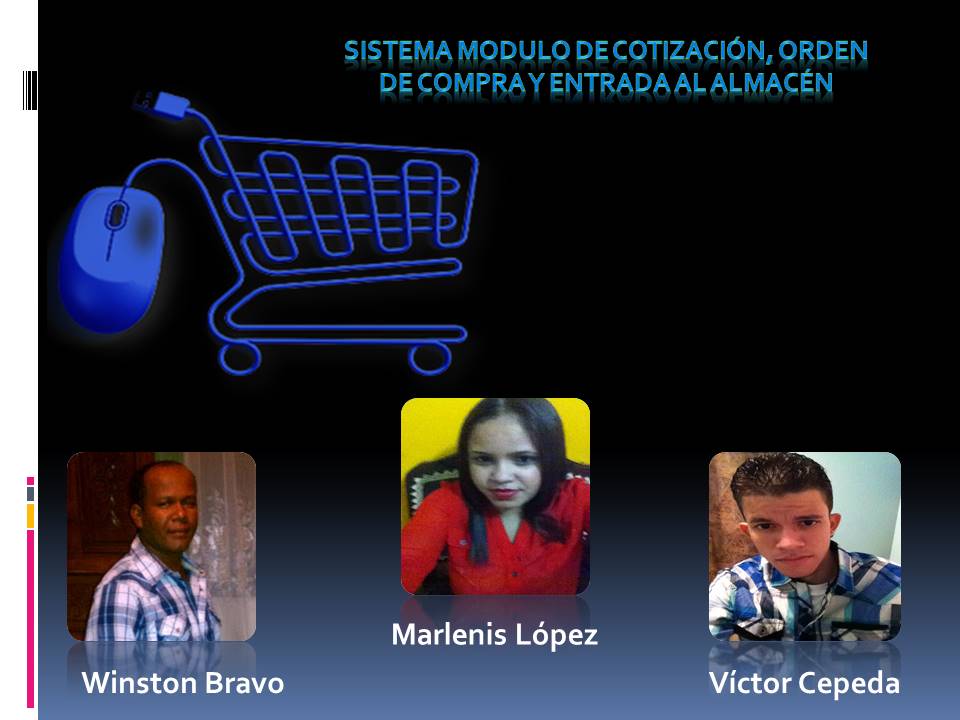 SISTEMA MODULO DE COTIZACIÓN, ORDEN
DE COMPRA Y ENTRADA AL ALMACÉN
Marlenis López
Winston Bravo
Víctor Cepeda